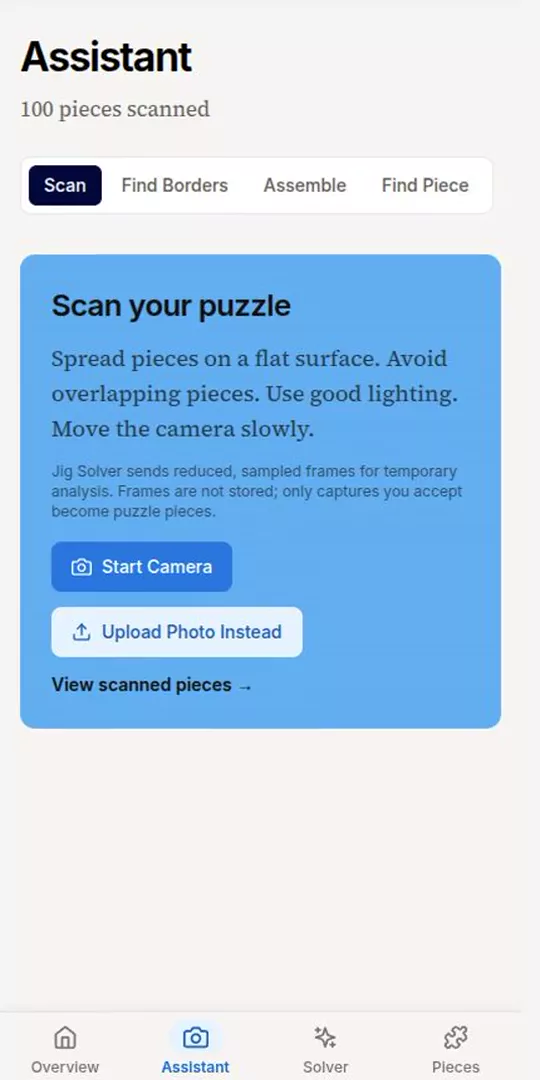 Assistant
100 pieces scanned
Scan Find Borders Assemble Find Piece
Scan your puzzle
Spread pieces on a flat surface. Avoid
overlapping pieces. Use good lighting.
Move the camera slowly.
Jig Solver sends reduced, sampled frames for temporary
analysis. Frames are not stored; only captures you accept
become puzzle pieces.
Start Camera
Upload Photo Instead
View scanned pieces →
Overview Assistant Solver Pieces